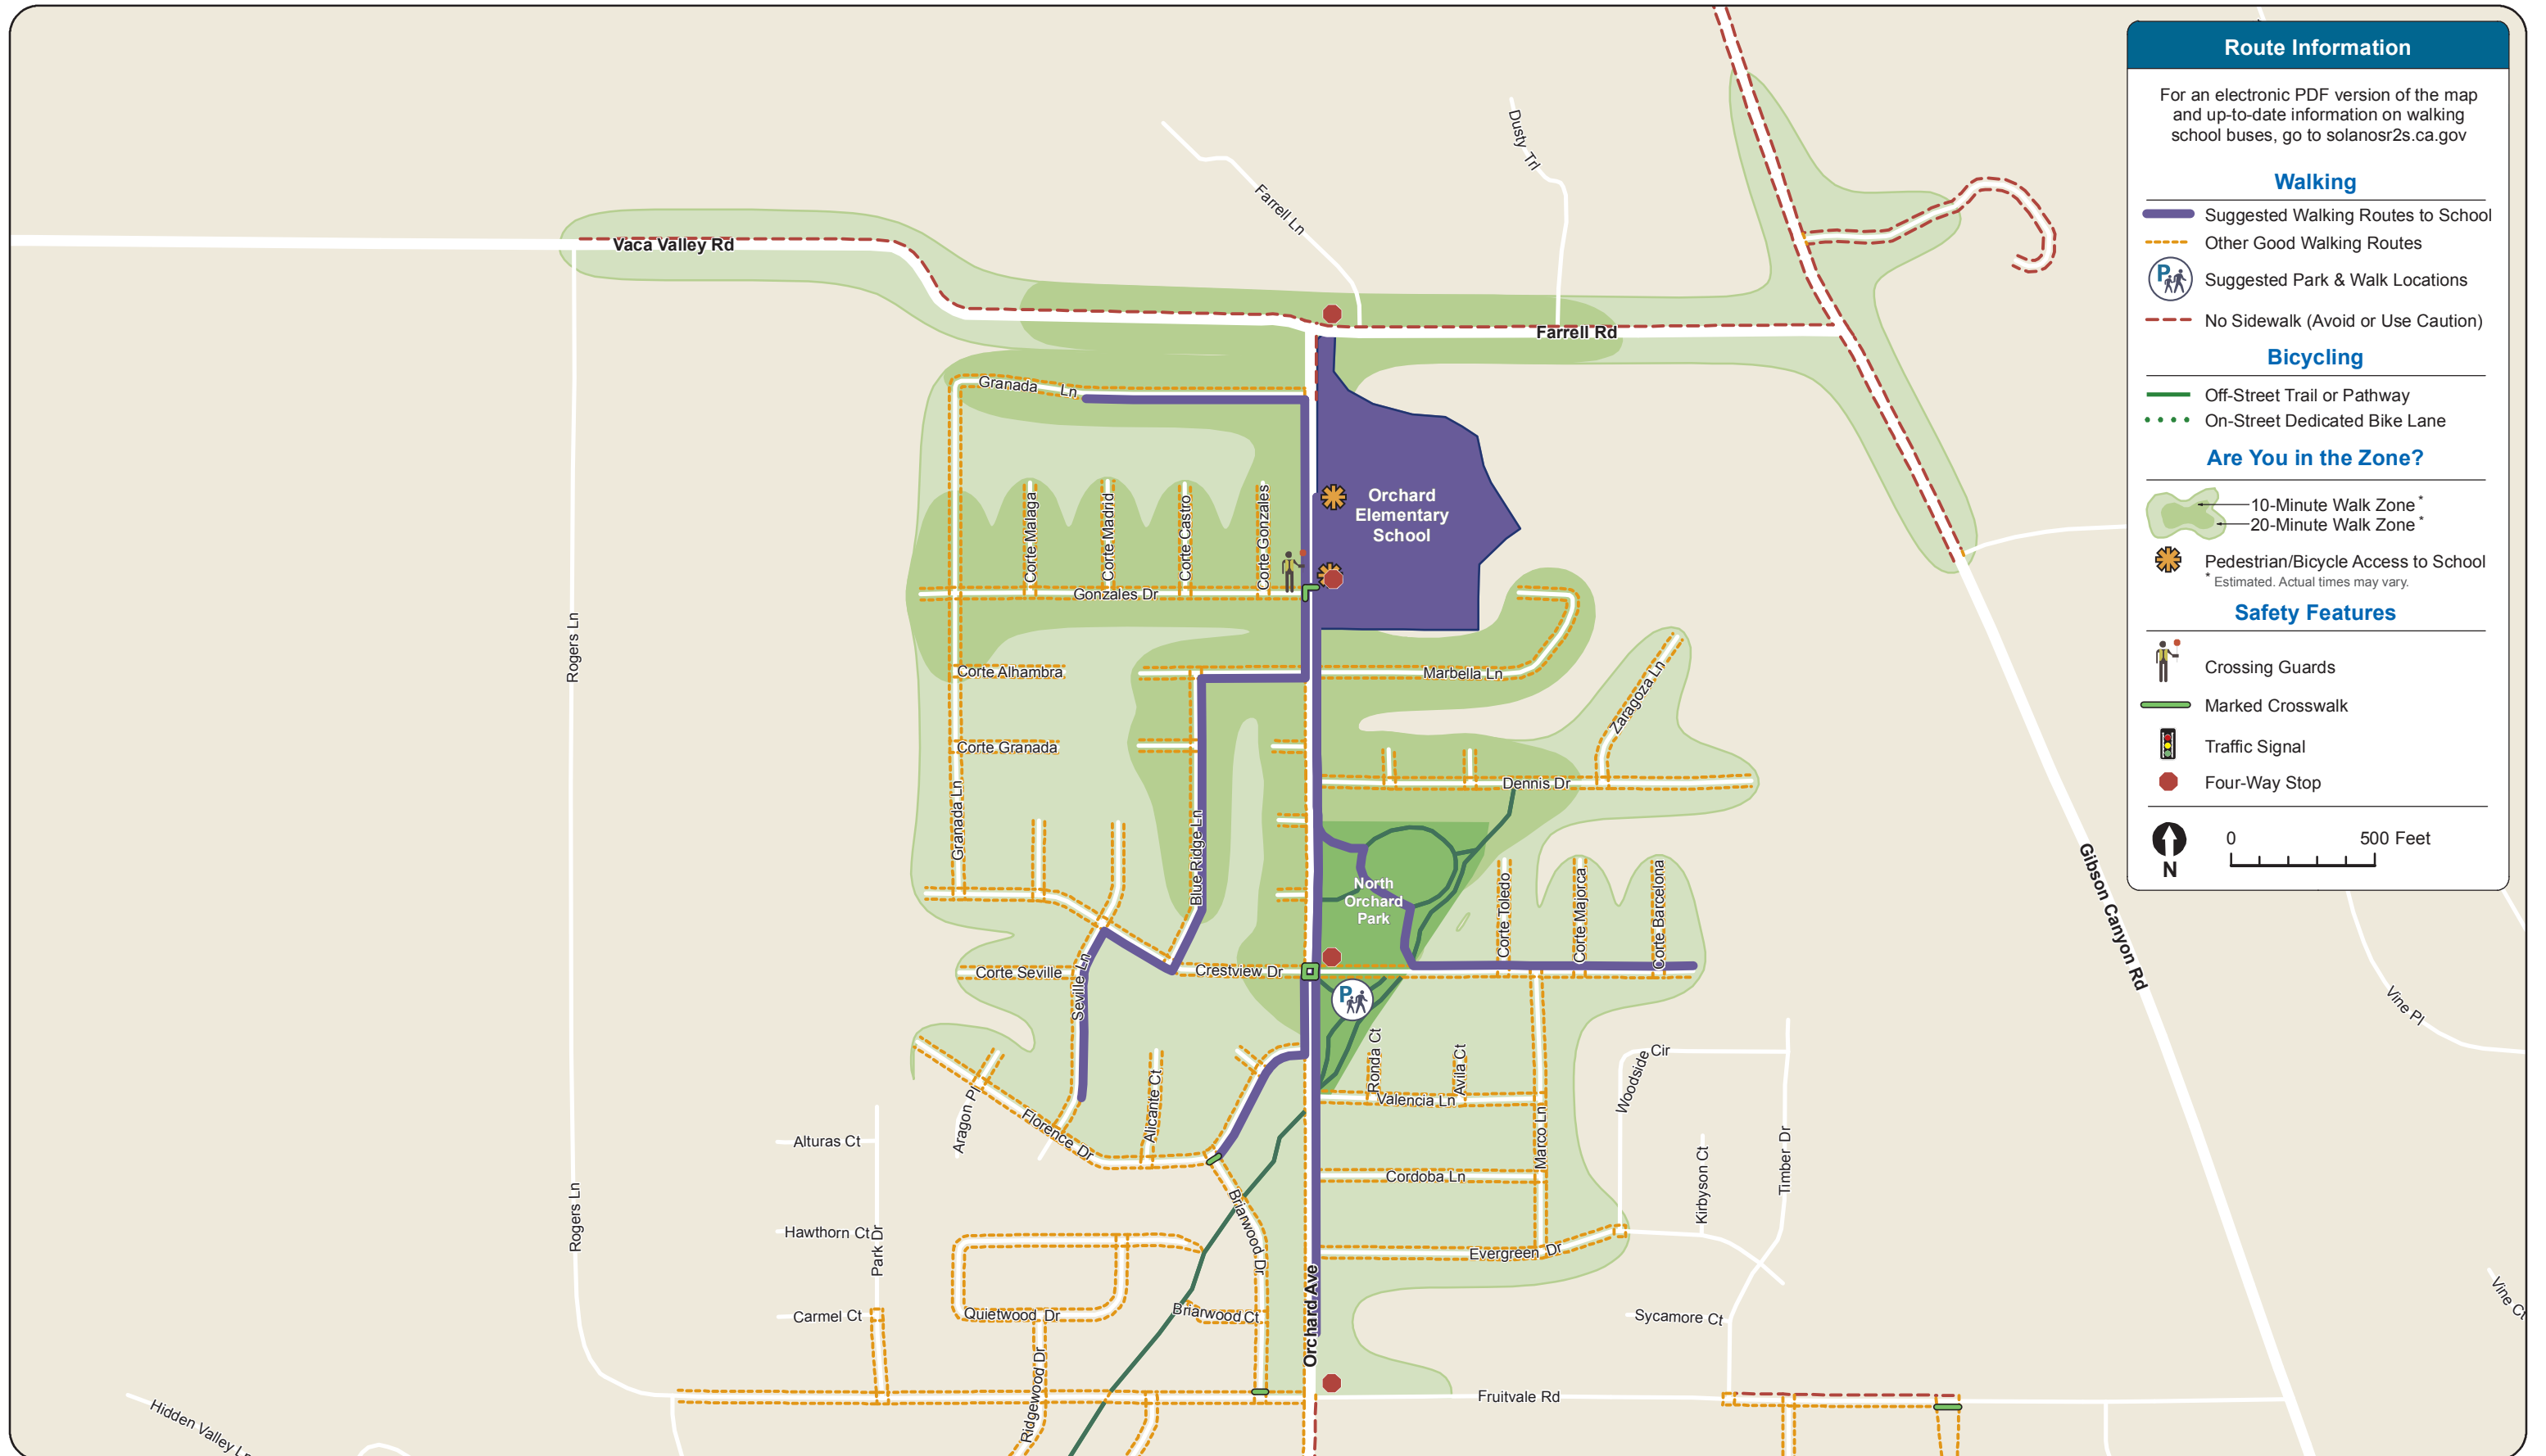 Route Information
For an electronic PDF version of the map
and up-to-date information on walking
school buses, go to solanosr2s.ca.gov
Walking
Suggested Walking Routes to School
Other Good Walking Routes
P
Suggested Park & Walk Locations
No Sidewalk (Avoid or Use Caution)
Bicycling
Off-Street Trail or Pathway
On-Street Dedicated Bike Lane
Are You in the Zone?
10-Minute Walk Zone *
20-Minute Walk Zone *
Pedestrian/Bicycle Access to School
* Estimated. Actual times may vary.
Safety Features
Crossing Guards
Marked Crosswalk
Traffic Signal
Four-Way Stop
N
0 500 Feet
Dusty Trl
Farrell Ln
Vaca Valley Rd
Farrell Rd
Granada Ln
Orchard
Elementary
School
Corte Malaga
Corte Madrid
Corte Castro
Corte Gonzales
Gonzales Dr
Rogers Ln
Corte Alhambra
Marbella Ln
Zaragoza Ln
Corte Granada
Dennis Dr
Granada Ln
Blue Ridge Ln
North
Orchard
Park
Corte Toledo
Corte Majorca
Corte Barcelona
Gibson Canyon Rd
Corte Seville
Seville Ln
Crestview Dr
P
Vine Pl
Ronda Ct
Avila Ct
Woodside Cir
Valencia Ln
Aragon Pl
Florence Dr
Alicante Ct
Alturas Ct
Marco Ln
Timber Dr
Kirbyson Ct
Cordoba Ln
Rogers Ln
Hawthorn Ct
Park Dr
Briarwood Dr
Evergreen Dr
Carmel Ct
Quietwood Dr
Briarwood Ct
Orchard Ave
Sycamore Ct
Vine Ct
Ridgewood Dr
Fruitvale Rd
Hidden Valley Ln